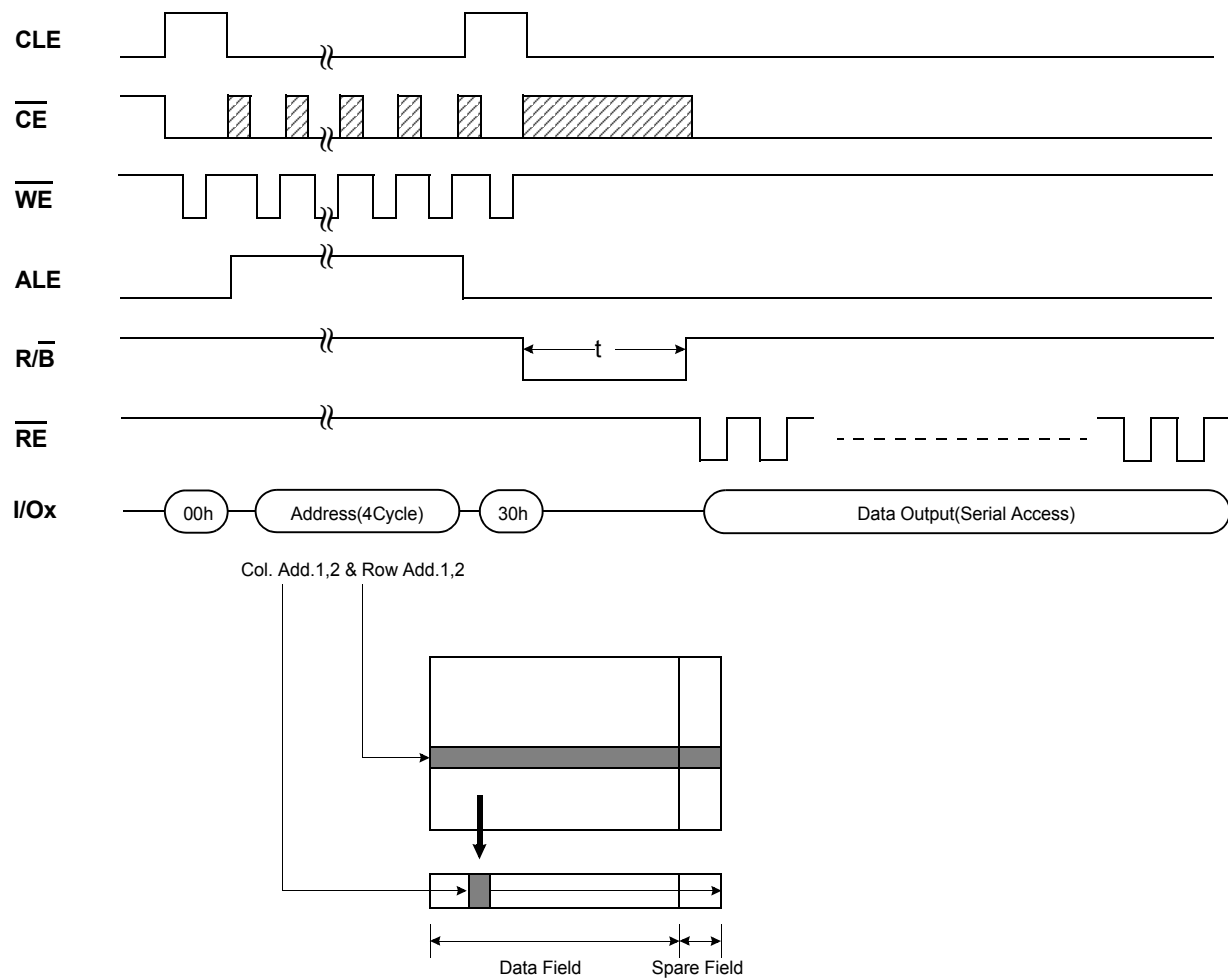 CLE
CE
WE
ALE
R/B
t
RE
I/Ox
00h
Address(4Cycle)
30h
Data Output(Serial Access)
Col. Add.1,2 & Row Add.1,2
Data Field
Spare Field